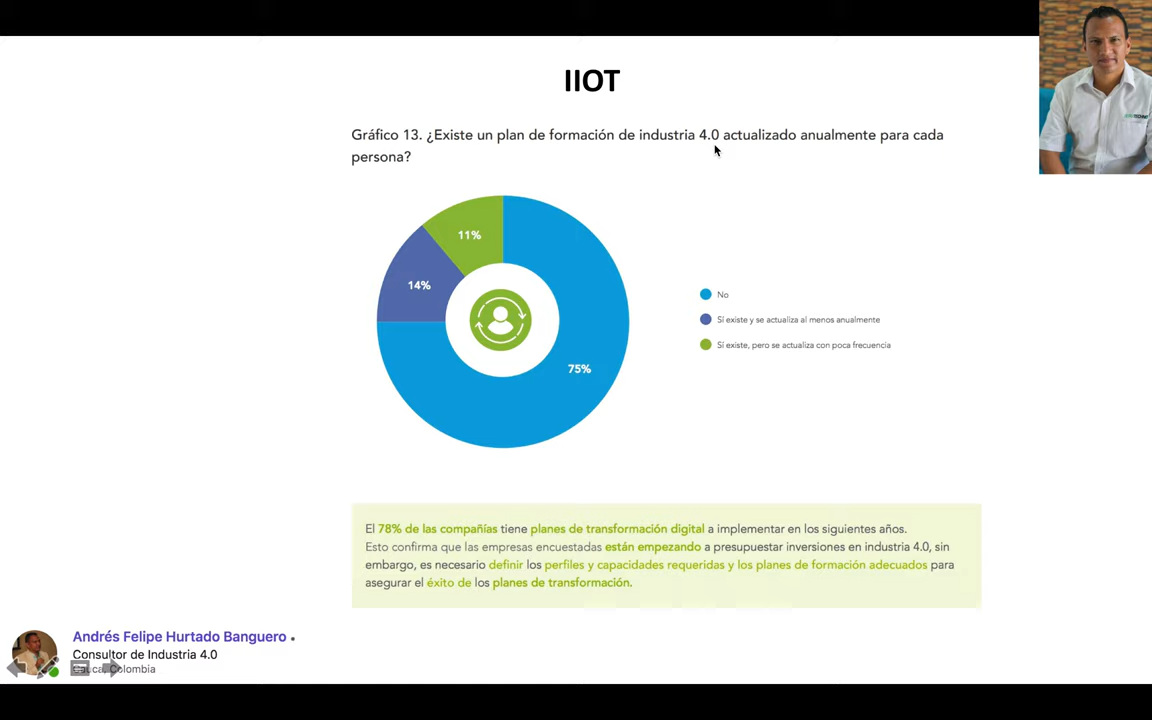 IIOT
Gráfico 13. ¿Existe un plan de formación de industria 4.0 actualizado anualmente para cada
persona?
11%
14%
75%
No
Sí existe y se actualiza al menos anualmente
Sí existe, pero se actualiza con poca frecuencia
El 78% de las compañías tiene planes de transformación digital a implementar en los siguientes años.
Esto confirma que las empresas encuestadas están empezando a presupuestar inversiones en industria 4.0, sin
embargo, es necesario definir los perfiles y capacidades requeridas y los planes de formación adecuados para
asegurar el éxito de los planes de transformación.
Andrés Felipe Hurtado Banguero
Consultor de Industria 4.0
Colombia